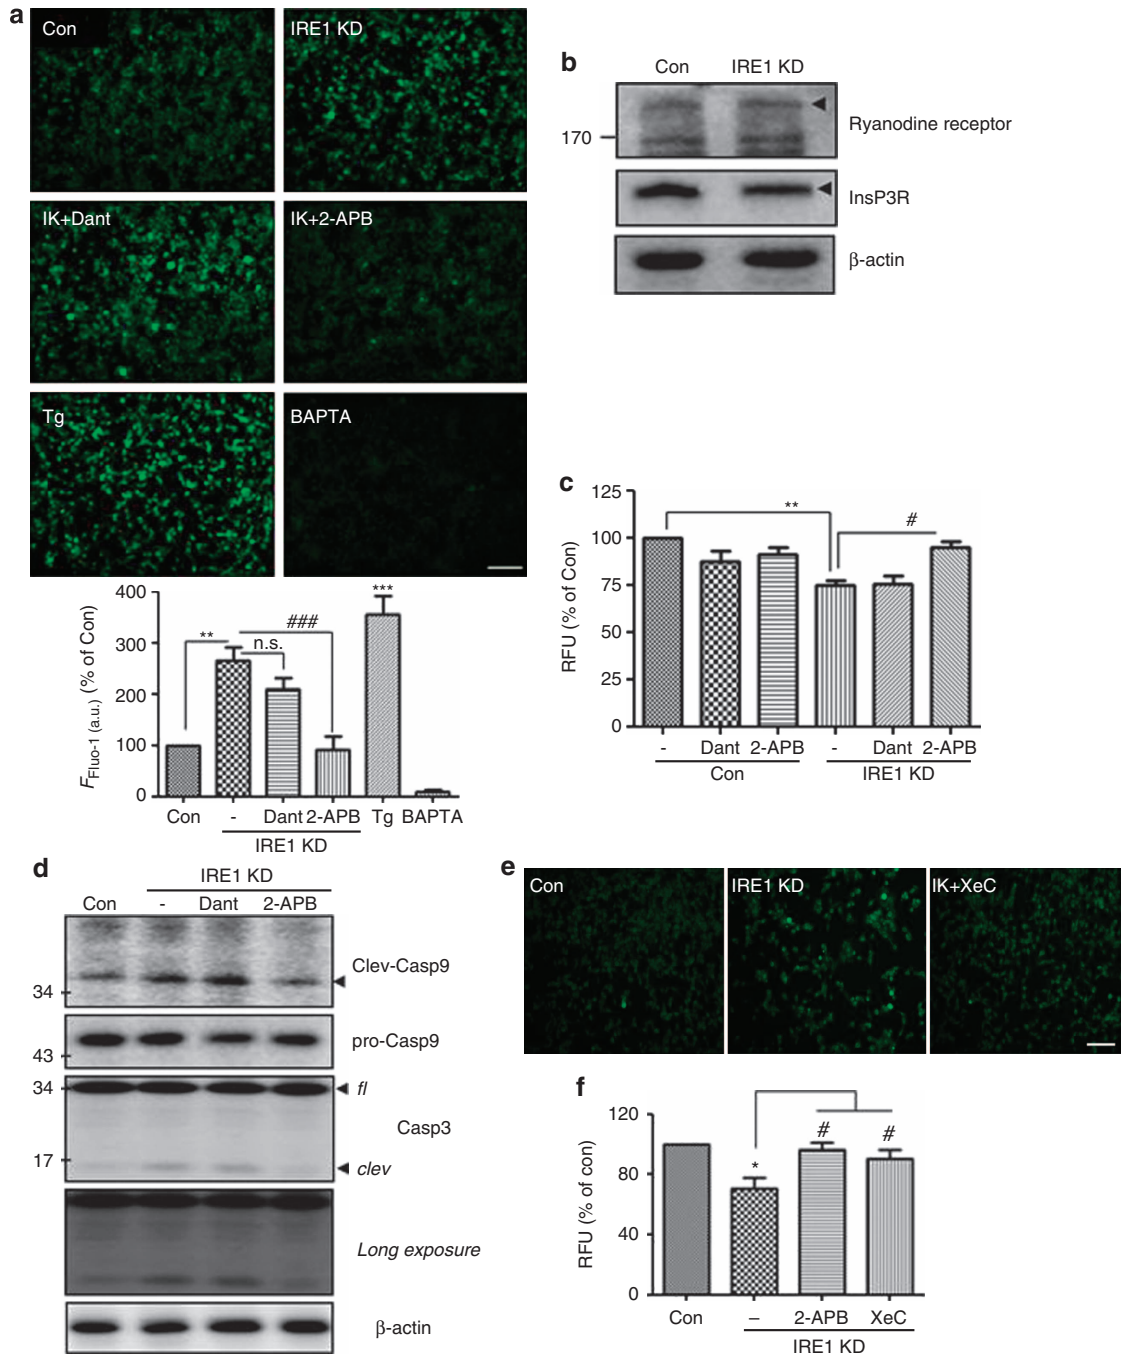 a
Con
IRE1 KD
IK+Dant
IK+2-APB
Tg
BAPTA
400
300
200
100
0
F Fluo-1 (a.u.) (% of Con)
**
n.s.
###
***
Con - Dant 2-APB Tg BAPTA
IRE1 KD
b
Con IRE1 KD
170
Ryanodine receptor
InsP3R
β-actin
c
125
100
75
50
25
0
RFU (% of Con)
**
#
- Dant 2-APB - Dant 2-APB
Con IRE1 KD
d
IRE1 KD
Con - Dant 2-APB
34
Clev-Casp9
pro-Casp9
43
34
fl
Casp3
17
clev
Long exposure
β-actin
e
Con
IRE1 KD
IK+XeC
f
120
80
40
0
RFU (% of con)
*
#
#
Con – 2-APB XeC
IRE1 KD